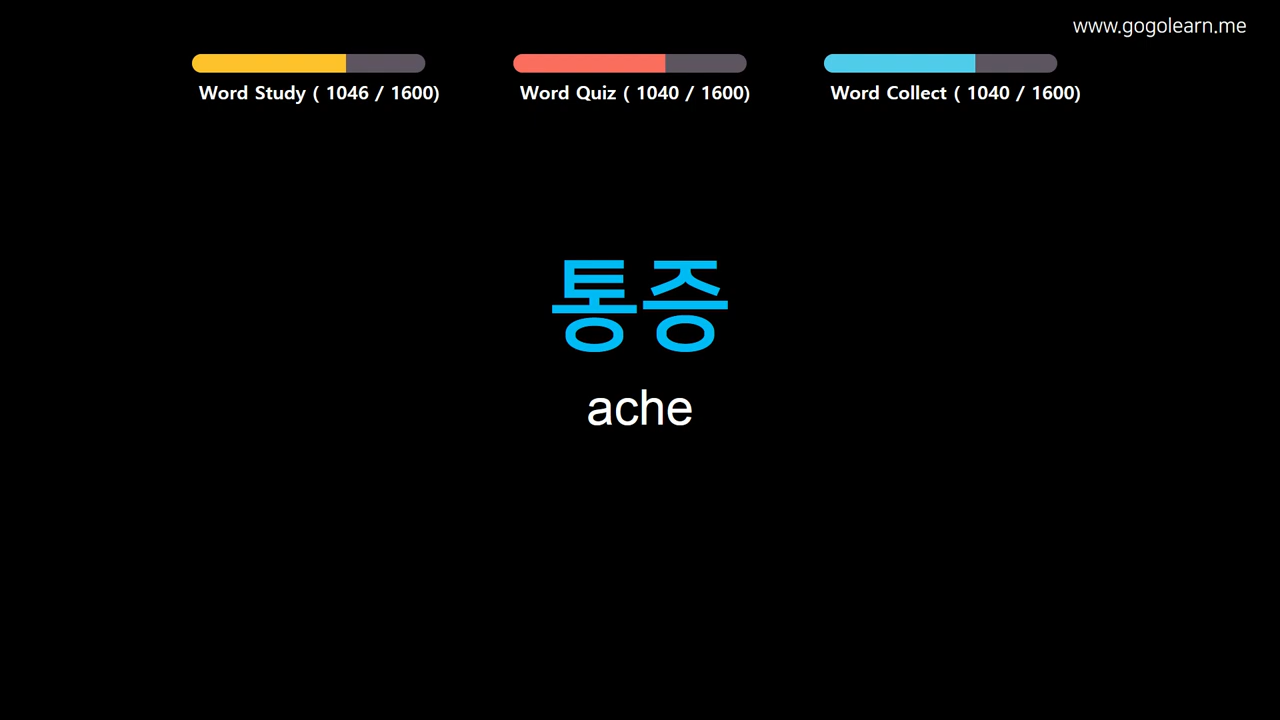 www.gogolearn.me
Word Study ( 1046 / 1600)
Word Quiz ( 1040 / 1600)
Word Collect ( 1040 / 1600)
통증
ache